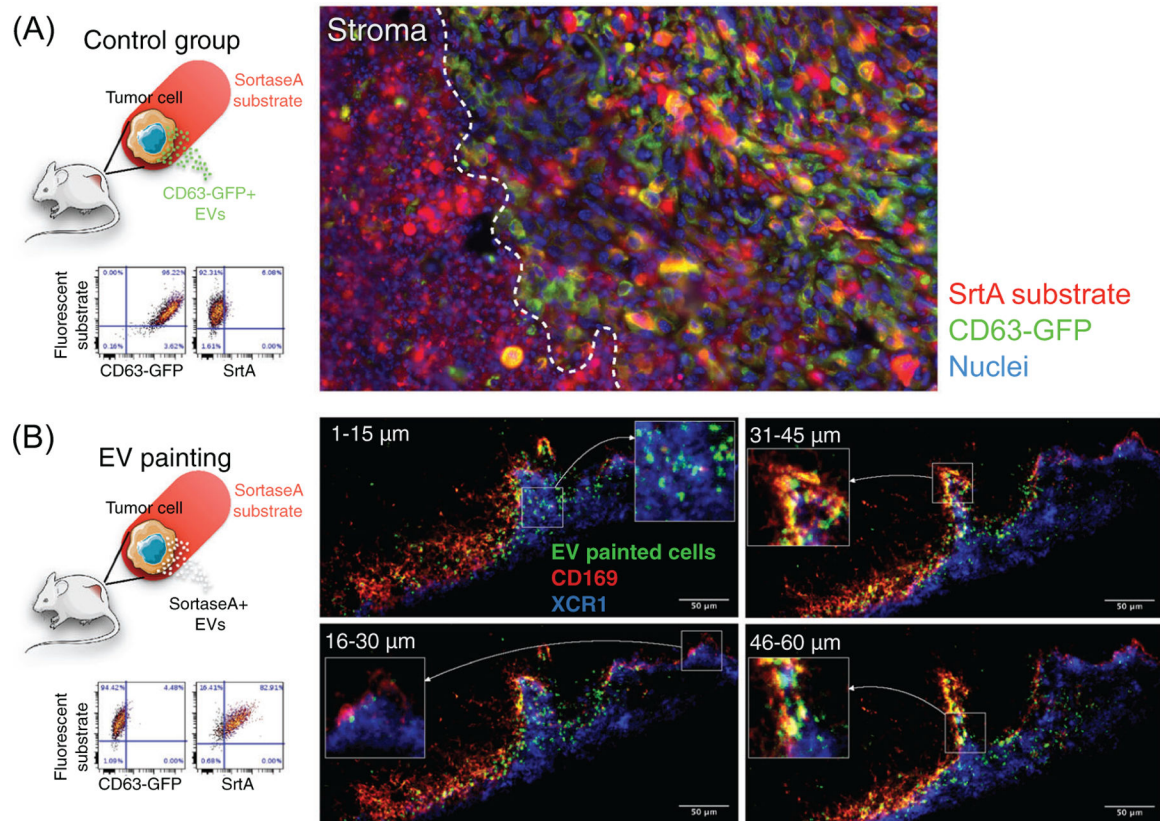 (A)
Control group
SortaseA
substrate
Tumor cell
CD63-GFP+
EVs
Fluorescent
substrate
0.00%
96.22%
0.16%
3.62%
CD63-GFP
92.31%
6.08%
1.61%
0.00%
SrtA
Stroma
SrtA substrate
CD63-GFP
Nuclei
(B)
EV painting
SortaseA
substrate
Tumor cell
SortaseA+
EVs
Fluorescent
substrate
94.42%
4.48%
1.09%
0.00%
CD63-GFP
16.41%
82.91%
0.68%
0.00%
SrtA
1-15 µm
EV painted cells
CD169
XCR1
50 µm
31-45 µm
50 µm
16-30 µm
50 µm
46-60 µm
50 µm